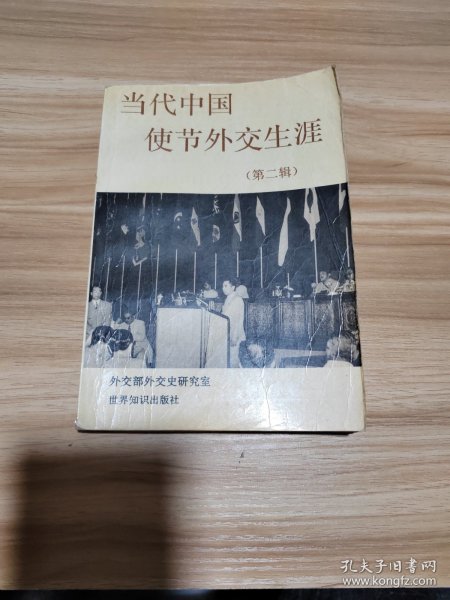 当代中国
使节外交生涯
(第二辑)
外交部外交史研究室
世界知识出版社
孔夫子旧书网
www.kongfz.com